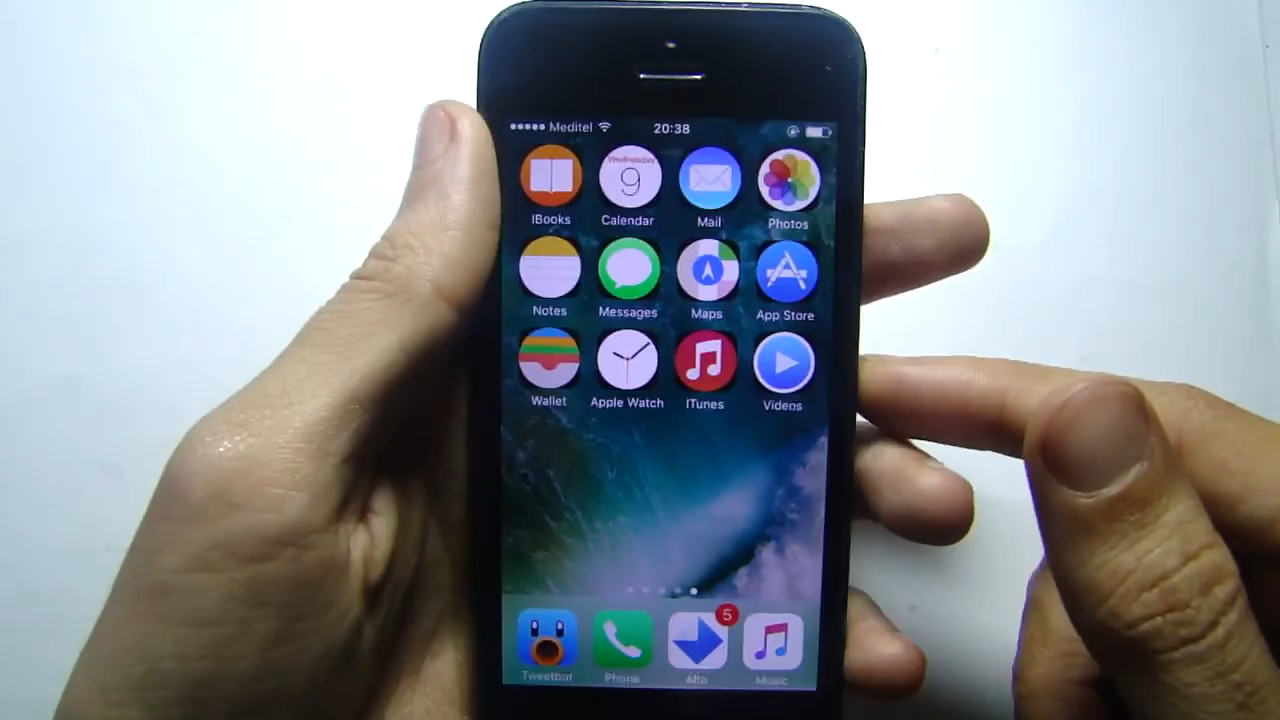 Meditel 20:38
Wednesday
9
IBooks Calendar Mail Photos
Notes Messages Maps App Store
Wallet Apple Watch ITunes Videos
5
Tweetbot Phone Alto Music